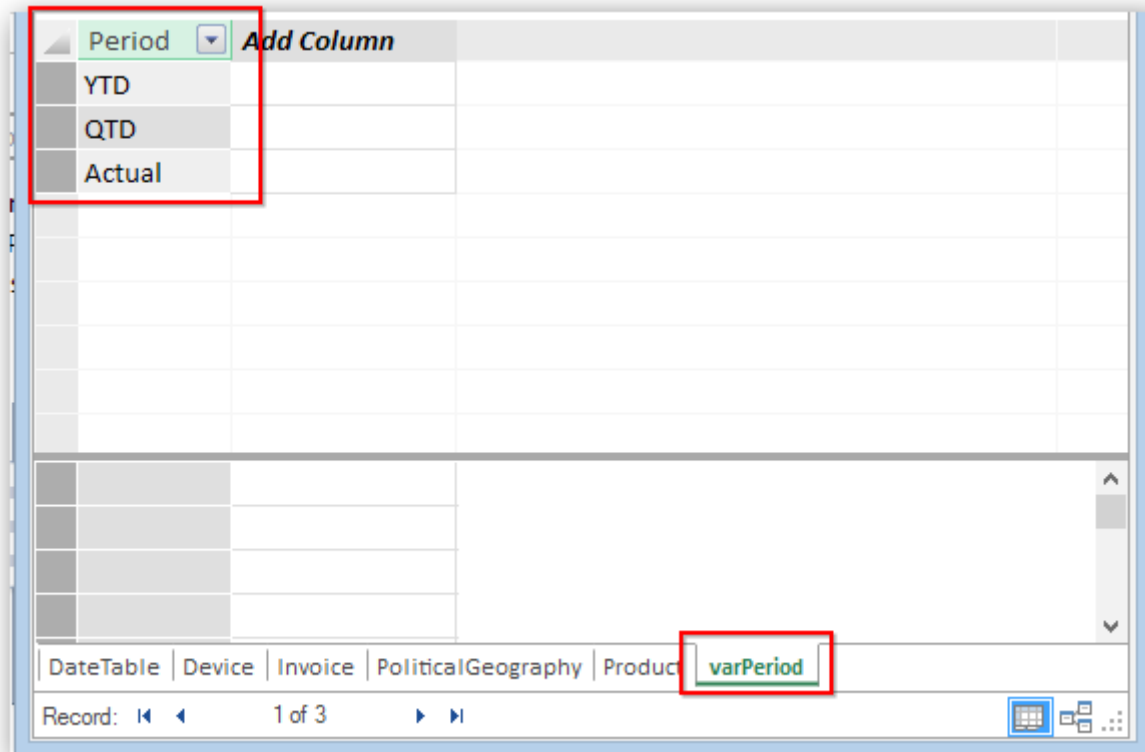 Period Add Column
YTD
QTD
Actual
DateTable Device Invoice PoliticalGeography Product varPeriod
Record: 1 of 3